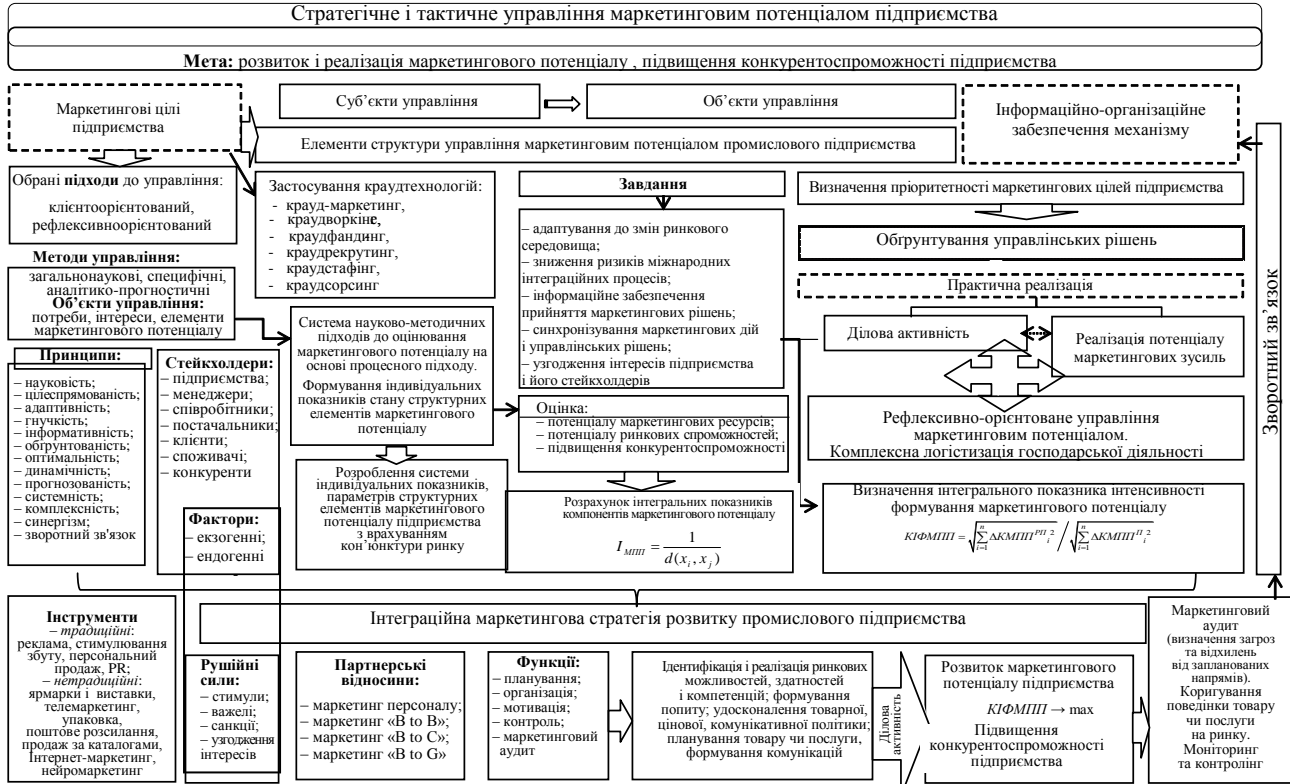 Стратегічне і тактичне управління маркетинговим потенціалом підприємства
Мета: розвиток і реалізація маркетингового потенціалу , підвищення конкурентоспроможності підприємства
Маркетингові цілі
підприємства
Суб’єкти управління
Об’єкти управління
Інформаційно-організаційне
забезпечення механізму
Елементи структури управління маркетинговим потенціалом промислового підприємства
Обрані підходи до управління:
клієнтоорієнтований,
рефлексивноорієнтований
Застосування краудтехнологій:
- крауд-маркетинг,
- краудворкінг,
- краудфандинг,
- краудрекрутинг,
- краудстафінг,
- краудсорсинг
Завдання
– адаптування до змін ринкового
середовища;
– зниження ризиків міжнародних
інтеграційних процесів;
– інформаційне забезпечення
прийняття маркетингових рішень;
– синхронізування маркетингових дій
і управлінських рішень;
– узгодження інтересів підприємства
і його стейкхолдерів
Визначення пріоритетності маркетингових цілей підприємства
Обґрунтування управлінських рішень
Практична реалізація
Ділова активність
Реалізація потенціалу
маркетингових зусиль
Рефлексивно-орієнтоване управління
маркетинговим потенціалом.
Комплексна логістизація господарської діяльності
Зворотний зв’язок
Методи управління:
загальнонаукові, специфічні,
аналітико-прогностичні
Об’єкти управління:
потреби, інтереси, елементи
маркетингового потенціалу
Принципи:
– науковість;
– цілеспрямованість;
– адаптивність;
– гнучкість;
– інформативність;
– обґрунтованість;
– оптимальність;
– динамічність;
– прогнозованість;
– системність;
– комплексність;
– синергізм;
– зворотний зв'язок
Стейкхолдери:
– підприємства;
– менеджери;
– співробітники;
– постачальники;
– клієнти;
– споживачі;
– конкуренти
Фактори:
– екзогенні;
– ендогенні
Система науково-методичних
підходів до оцінювання
маркетингового потенціалу на
основі процесного підходу.
Формування індивідуальних
показників стану структурних
елементів маркетингового
потенціалу
Оцінка:
– потенціалу маркетингових ресурсів;
– потенціалу ринкових спроможностей;
– підвищення конкурентоспроможності
Розроблення системи
індивідуальних показників,
параметрів структурних
елементів маркетингового
потенціалу підприємства
з врахуванням
кон’юнктури ринку
Розрахунок інтегральних показників
компонентів маркетингового потенціалу
I МПП = 1 / d(x i , x j )
Визначення інтегрального показника інтенсивності
формування маркетингового потенціалу
КІФМПП = √(∑ i=1 n ΔКМПП РП i 2) / √(∑ i=1 n ΔКМПП П i 2)
Інтеграційна маркетингова стратегія розвитку промислового підприємства
Інструменти
– традиційні:
реклама, стимулювання
збуту, персональний
продаж, PR;
– нетрадиційні:
ярмарки і виставки,
телемаркетинг,
упаковка,
поштове розсилання,
продаж за каталогами,
Інтернет-маркетинг,
нейромаркетинг
Рушійні
сили:
– стимули;
– важелі;
– санкції;
– узгодження
інтересів
Партнерські
відносини:
– маркетинг персоналу;
– маркетинг «B to B»;
– маркетинг «B to C»;
– маркетинг «B to G»
Функції:
– планування;
– організація;
– мотивація;
– контроль;
– маркетинговий
аудит
Ідентифікація і реалізація ринкових
можливостей, здатностей
і компетенцій; формування
попиту; удосконалення товарної,
цінової, комунікативної політики;
планування товару чи послуги,
формування комунікацій
Ділова
активність
Розвиток маркетингового
потенціалу підприємства
КІФМПП → max
Підвищення
конкурентоспроможності
підприємства
Маркетинговий
аудит
(визначення загроз
та відхилень
від запланованих
напрямів).
Коригування
поведінки товару
чи послуги
на ринку.
Моніторинг
та контролінг